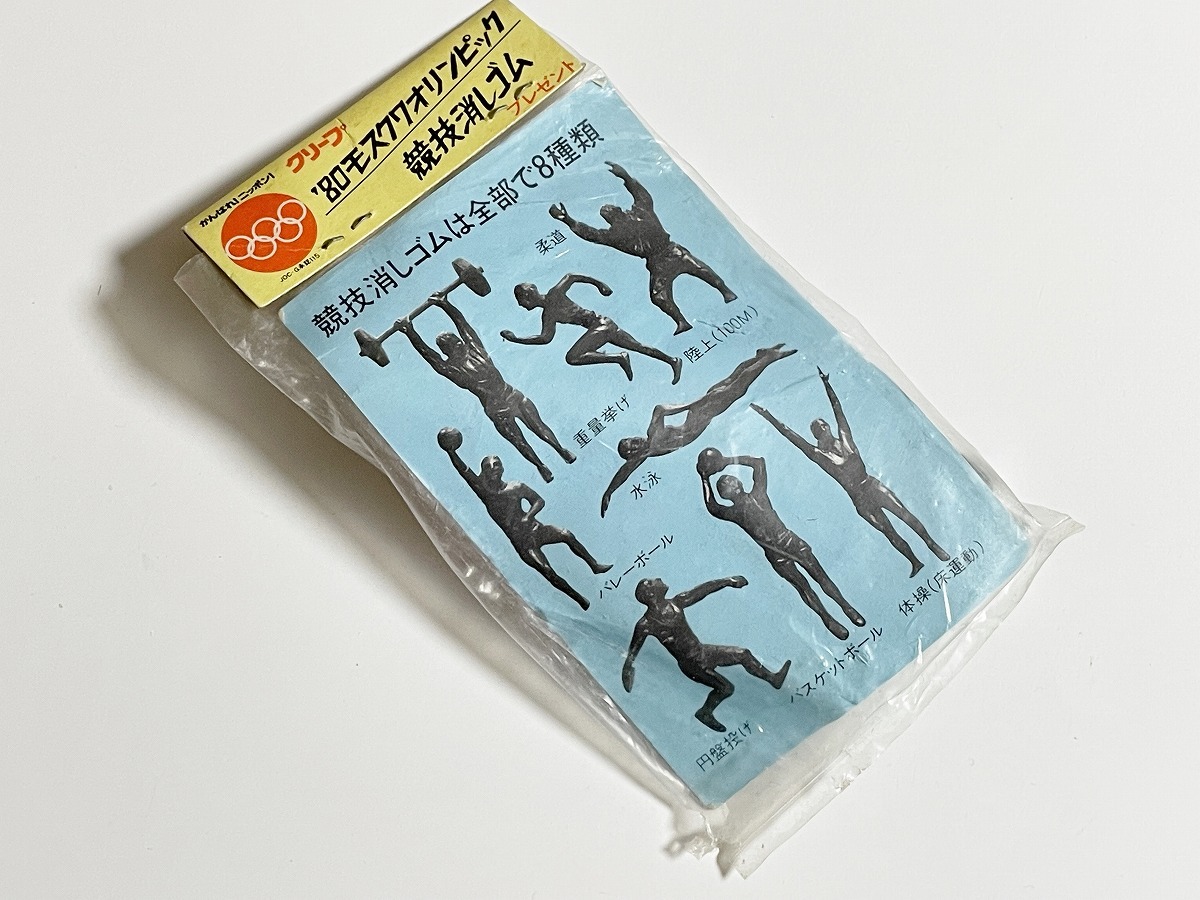 がんばれ!ニッポン!
クリープ
'80モスクワオリンピック
競技消しゴム
プレゼント
競技消しゴムは全部で8種類
柔道
陸上(100M)
重量挙げ
水泳
バレーボール
体操(床運動)
バスケットボール
円盤投げ